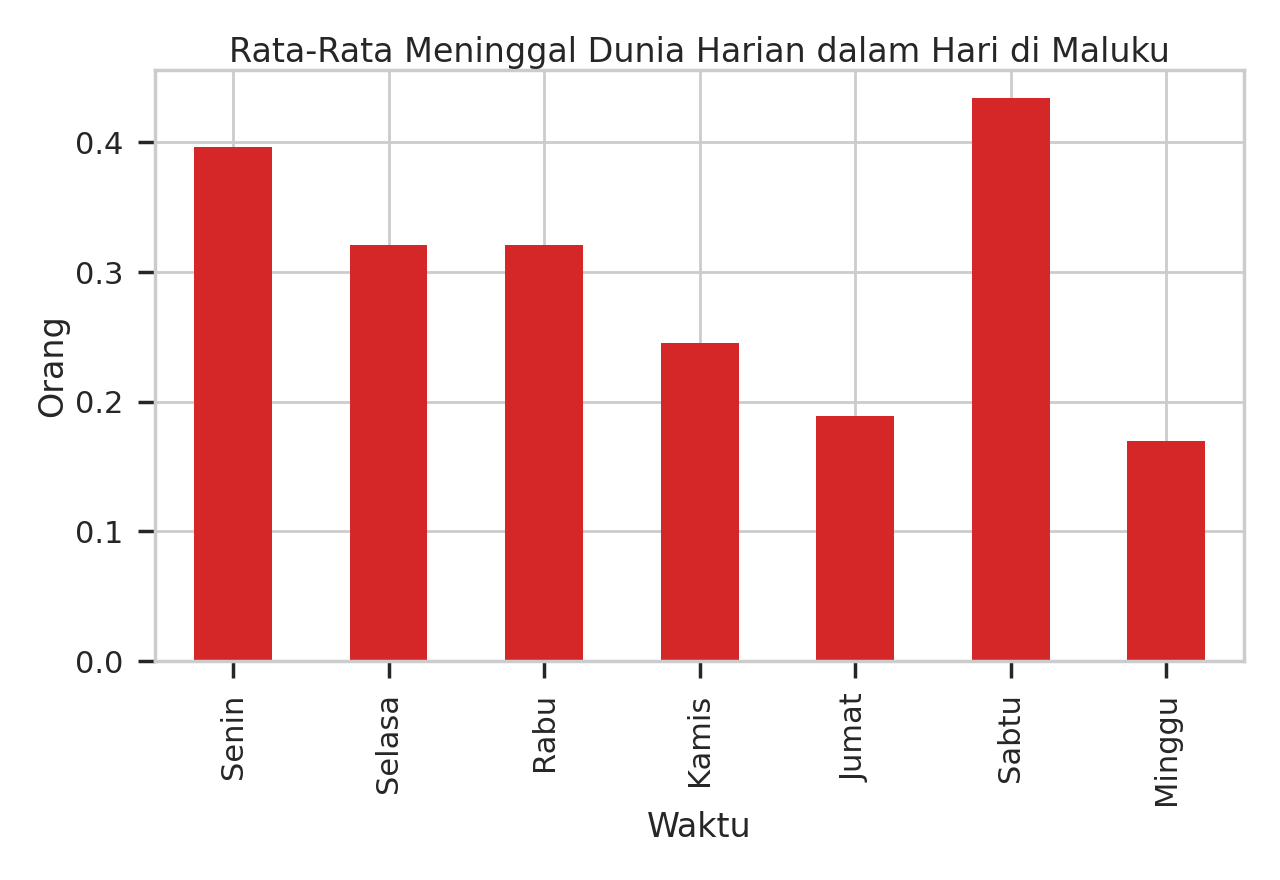 Rata-Rata Meninggal Dunia Harian dalam Hari di Maluku
0.4
0.3
0.2
0.1
0.0
Orang
Senin
Selasa
Rabu
Kamis
Jumat
Sabtu
Minggu
Waktu